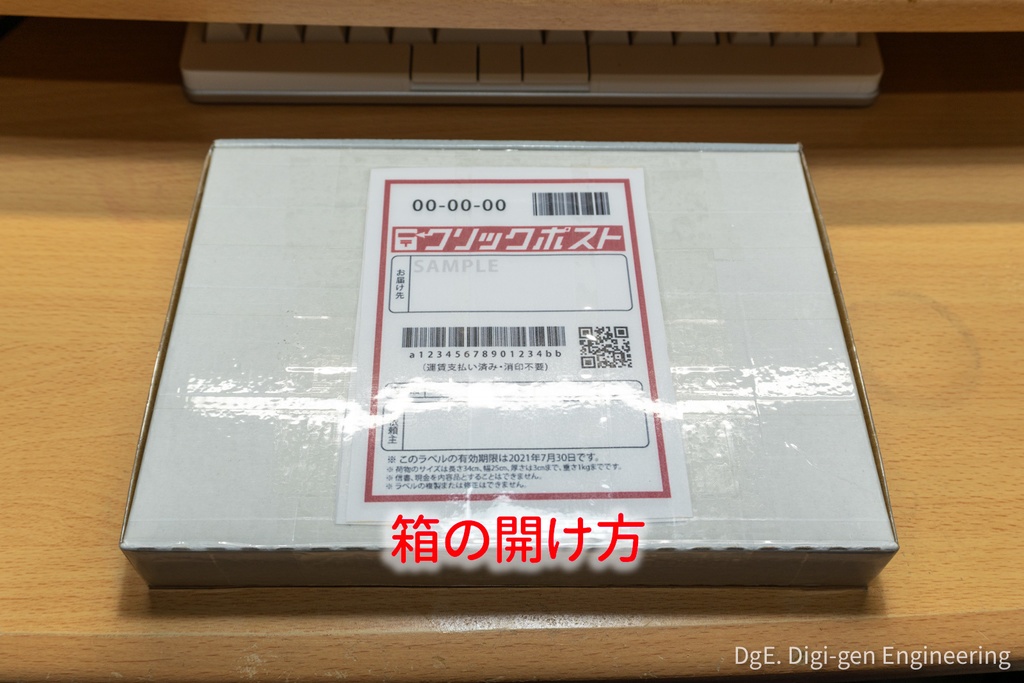 00-00-00
クリックポスト
お届け先
SAMPLE
a12345678901234bb
(運賃支払い済み・消印不要)
依頼主
※ このラベルの有効期限は2021年7月30日です。
※ 荷物のサイズは長さ34cm、幅25cm、厚さは3cmまで、重さ1kgまでです。
※ 信書、現金を内容品とすることはできません。
※ ラベルの複製または修正はできません。
箱の開け方
DgE. Digi-gen Engineering